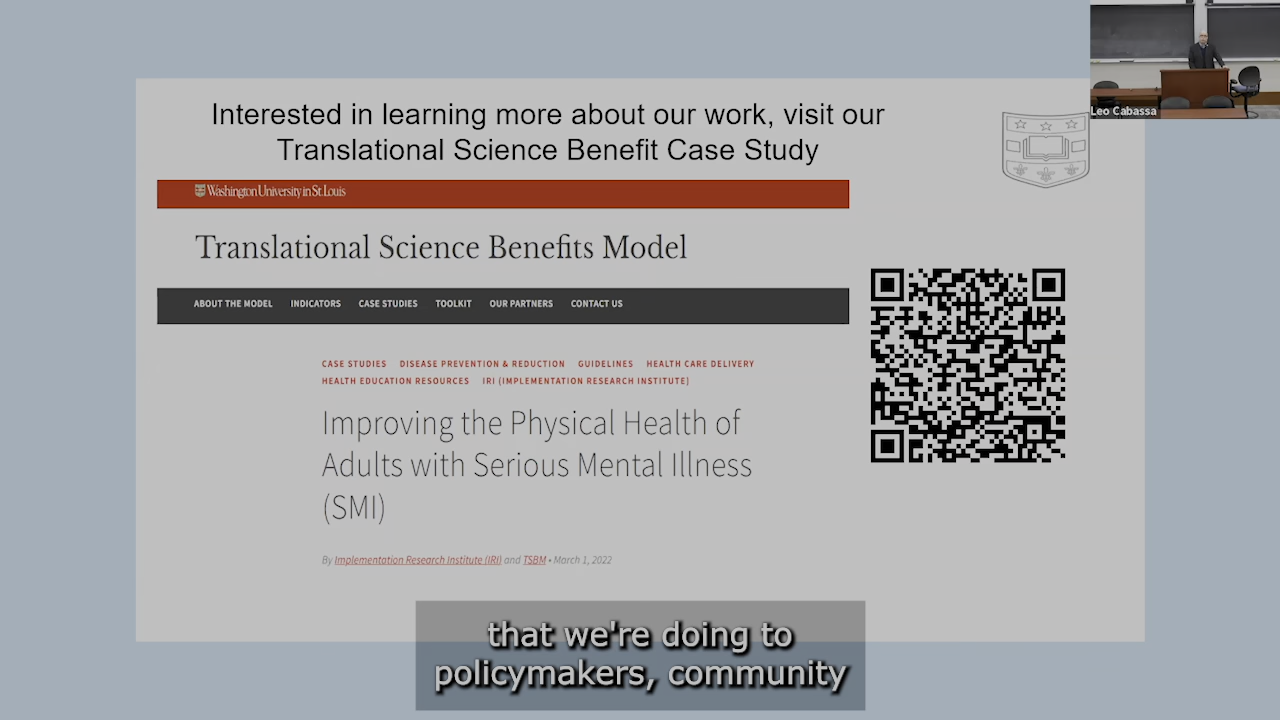 Leo Cabassa
Interested in learning more about our work, visit our
Translational Science Benefit Case Study
Washington University in St. Louis
Translational Science Benefits Model
ABOUT THE MODEL INDICATORS CASE STUDIES TOOLKIT OUR PARTNERS CONTACT US
CASE STUDIES DISEASE PREVENTION & REDUCTION GUIDELINES HEALTH CARE DELIVERY
HEALTH EDUCATION RESOURCES IRI (IMPLEMENTATION RESEARCH INSTITUTE)
Improving the Physical Health of
Adults with Serious Mental Illness
(SMI)
By Implementation Research Institute (IRI) and TSBM • March 1, 2022
that we're doing to
policymakers, community